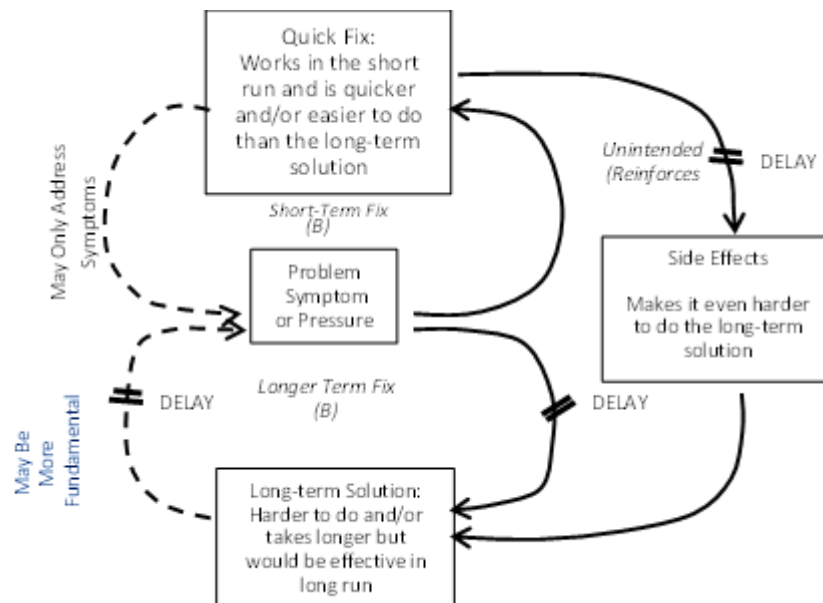 Quick Fix:
Works in the short
run and is quicker
and/or easier to do
than the long-term
solution
May Only Address
Symptoms
Unintended
(Reinforces
DELAY
Short-Term Fix
(B)
Problem
Symptom
or Pressure
Side Effects
Makes it even harder
to do the long-term
solution
Longer Term Fix
(B)
DELAY
DELAY
May Be
More
Fundamental
Long-term Solution:
Harder to do and/or
takes longer but
would be effective in
long run